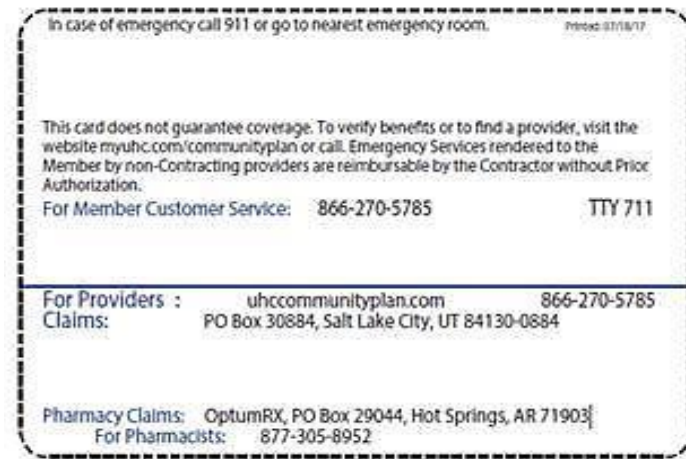 In case of emergency call 911 or go to nearest emergency room. Printed: 07/18/17
This card does not guarantee coverage. To verify benefits or to find a provider, visit the
website myuhc.com/communityplan or call. Emergency Services rendered to the
Member by non-Contracting providers are reimbursable by the Contractor without Prior
Authorization.
For Member Customer Service: 866-270-5785 TTY 711
For Providers : uhccommunityplan.com 866-270-5785
Claims: PO Box 30884, Salt Lake City, UT 84130-0884
Pharmacy Claims: OptumRX, PO Box 29044, Hot Springs, AR 71903
For Pharmacists: 877-305-8952